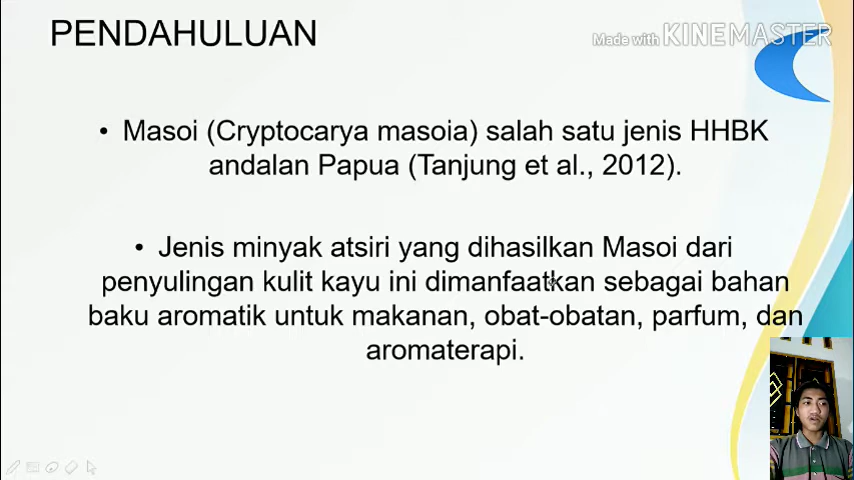 PENDAHULUAN
Made with KINEMASTER
• Masoi (Cryptocarya masoia) salah satu jenis HHBK
andalan Papua (Tanjung et al., 2012).
• Jenis minyak atsiri yang dihasilkan Masoi dari
penyulingan kulit kayu ini dimanfaatkan sebagai bahan
baku aromatik untuk makanan, obat-obatan, parfum, dan
aromaterapi.